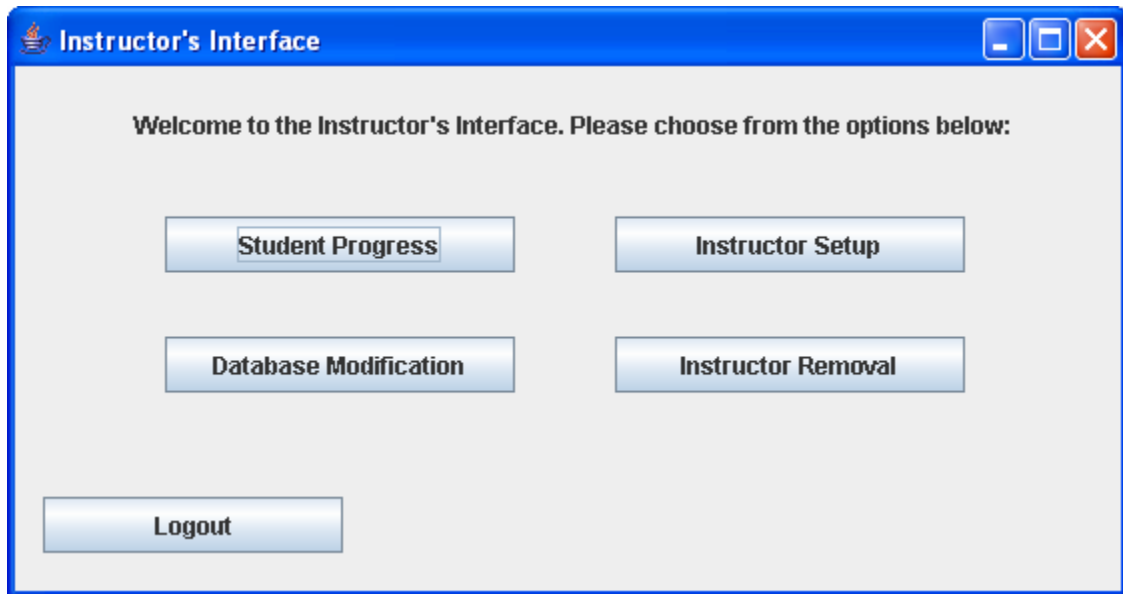 Instructor's Interface
Welcome to the Instructor's Interface. Please choose from the options below:
Student Progress
Instructor Setup
Database Modification
Instructor Removal
Logout